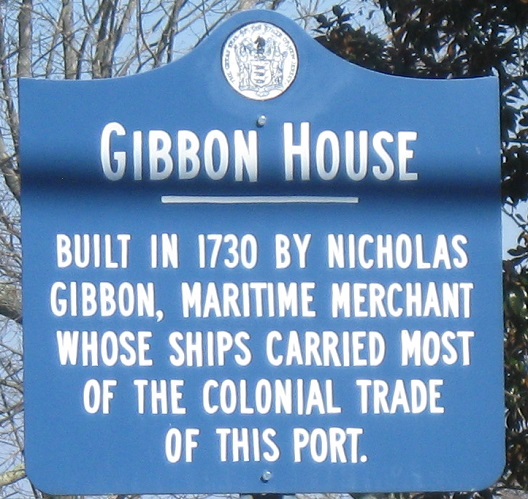 GIBBON HOUSE
BUILT IN 1730 BY NICHOLAS
GIBBON, MARITIME MERCHANT
WHOSE SHIPS CARRIED MOST
OF THE COLONIAL TRADE
OF THIS PORT.